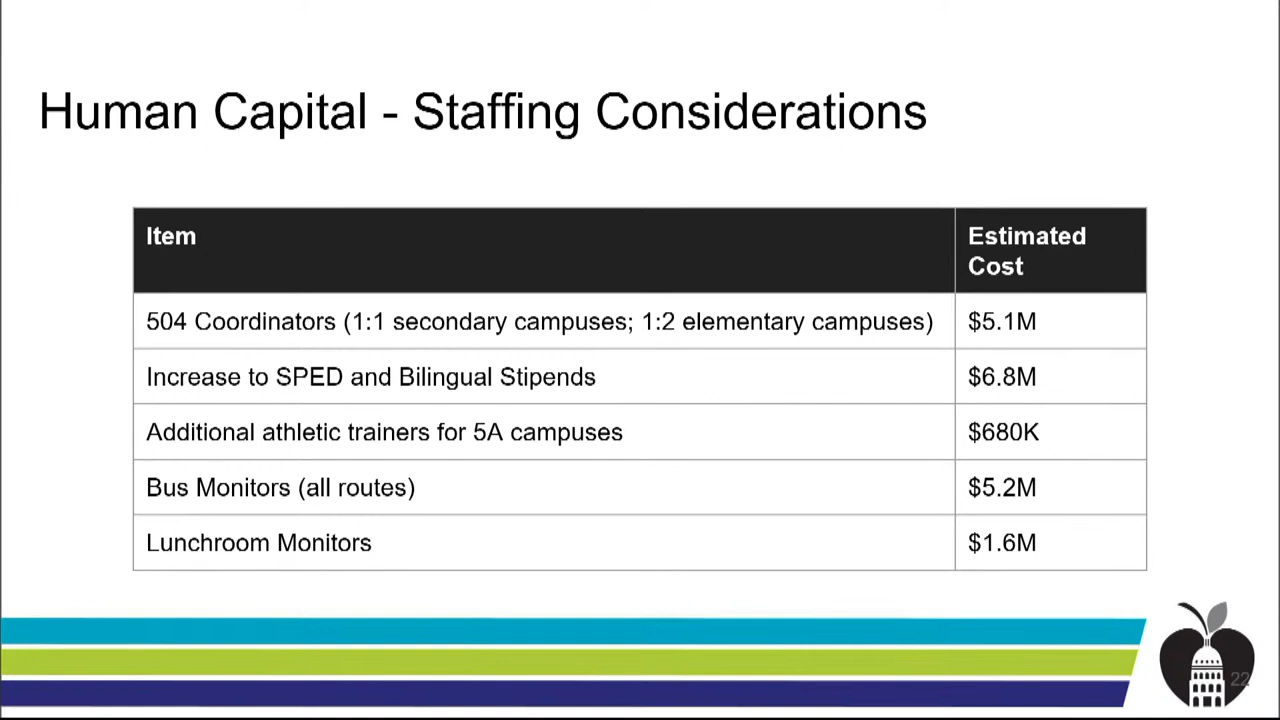 Human Capital - Staffing Considerations
Item
Estimated
Cost
504 Coordinators (1:1 secondary campuses; 1:2 elementary campuses)
$5.1M
Increase to SPED and Bilingual Stipends
$6.8M
Additional athletic trainers for 5A campuses
$680K
Bus Monitors (all routes)
$5.2M
Lunchroom Monitors
$1.6M
22